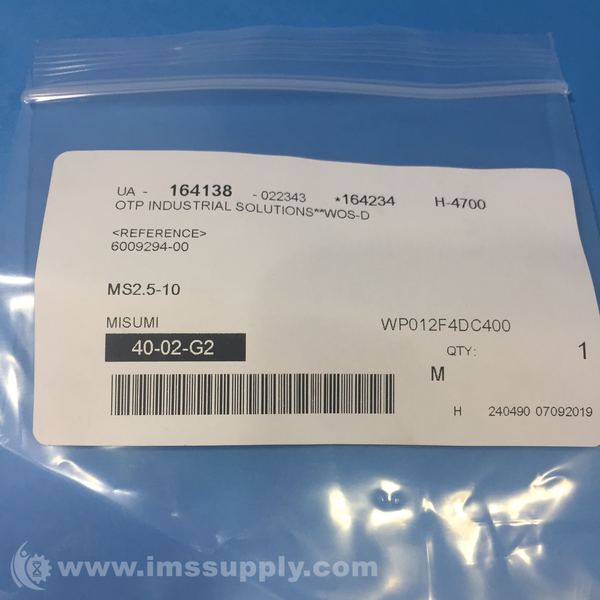 UA - 164138 - 022343 *164234 H-4700
OTP INDUSTRIAL SOLUTIONS**WOS-D
<REFERENCE>
6009294-00
MS2.5-10
MISUMI WP012F4DC400
40-02-G2 QTY: 1
M
H 240490 07092019
www.imssupply.com